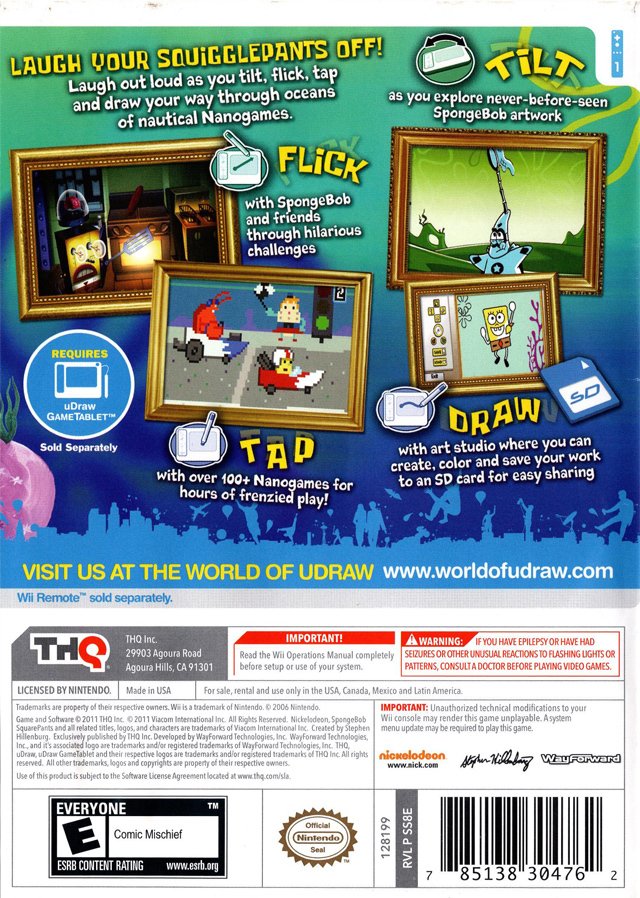 LAUGH YOUR SQUIGGLEPANTS OFF!
Laugh out loud as you tilt, flick, tap
and draw your way through oceans
of nautical Nanogames.
TILT
as you explore never-before-seen
SpongeBob artwork
FLICK
with SpongeBob
and friends
through hilarious
challenges
REQUIRES
uDraw
GAMETABLET™
Sold Separately
TAP
with over 100+ Nanogames for
hours of frenzied play!
SD
DRAW
with art studio where you can
create, color and save your work
to an SD card for easy sharing
VISIT US AT THE WORLD OF UDRAW www.worldofudraw.com
Wii Remote™ sold separately.
THQ
THQ Inc.
29903 Agoura Road
Agoura Hills, CA 91301
IMPORTANT!
Read the Wii Operations Manual completely
before setup or use of your system.
WARNING: IF YOU HAVE EPILEPSY OR HAVE HAD
SEIZURES OR OTHER UNUSUAL REACTIONS TO FLASHING LIGHTS OR
PATTERNS, CONSULT A DOCTOR BEFORE PLAYING VIDEO GAMES.
LICENSED BY NINTENDO.
Made in USA
For sale, rental and use only in the USA, Canada, Mexico and Latin America.
Trademarks are property of their respective owners. Wii is a trademark of Nintendo. © 2006 Nintendo.
Game and Software © 2011 THQ Inc. © 2011 Viacom International Inc. All Rights Reserved. Nickelodeon, SpongeBob
SquarePants and all related titles, logos, and characters are trademarks of Viacom International Inc. Created by Stephen
Hillenburg. Exclusively published by THQ Inc. Developed by WayForward Technologies, Inc. WayForward Technologies,
Inc., and it's associated logo are trademarks and/or registered trademarks of WayForward Technologies, Inc. THQ,
uDraw, uDraw GameTablet and their respective logos are trademarks and/or registered trademarks of THQ Inc. All rights
reserved. All other trademarks, logos and copyrights are property of their respective owners.
Use of this product is subject to the Software License Agreement located at www.thq.com/sla.
IMPORTANT: Unauthorized technical modifications to your
Wii console may render this game unplayable. A system
menu update may be required to play this game.
nickelodeon
www.nick.com
Stephen Hillenburg
WayForward
EVERYONE ™
E
Comic Mischief
ESRB CONTENT RATING www.esrb.org
Official
Nintendo
Seal
128199
RVL P SS8E
7 85138 30476 2